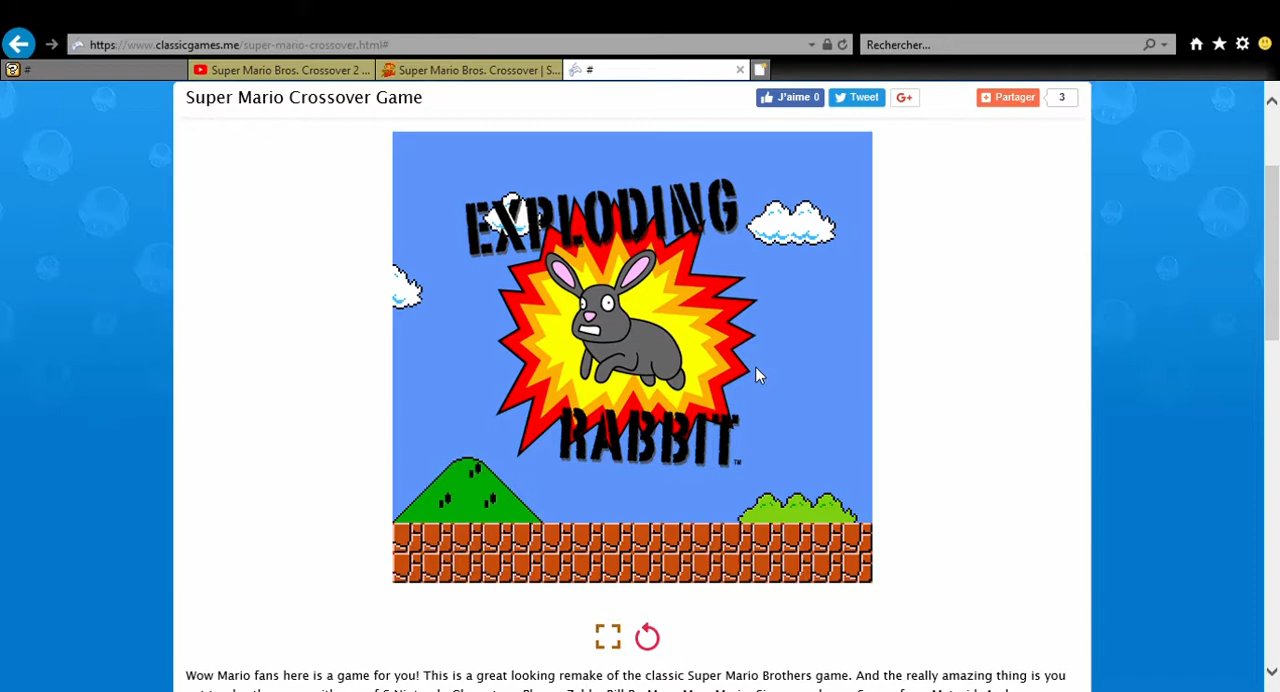 https://www.classicgames.me/super-mario-crossover.html#
Rechercher...
#
Super Mario Bros. Crossover 2 ...
Super Mario Bros. Crossover | S...
#
Super Mario Crossover Game
J'aime 0
Tweet
G+
Partager
3
EXPLODING
RABBIT
TM
Wow Mario fans here is a game for you! This is a great looking remake of the classic Super Mario Brothers game. And the really amazing thing is you